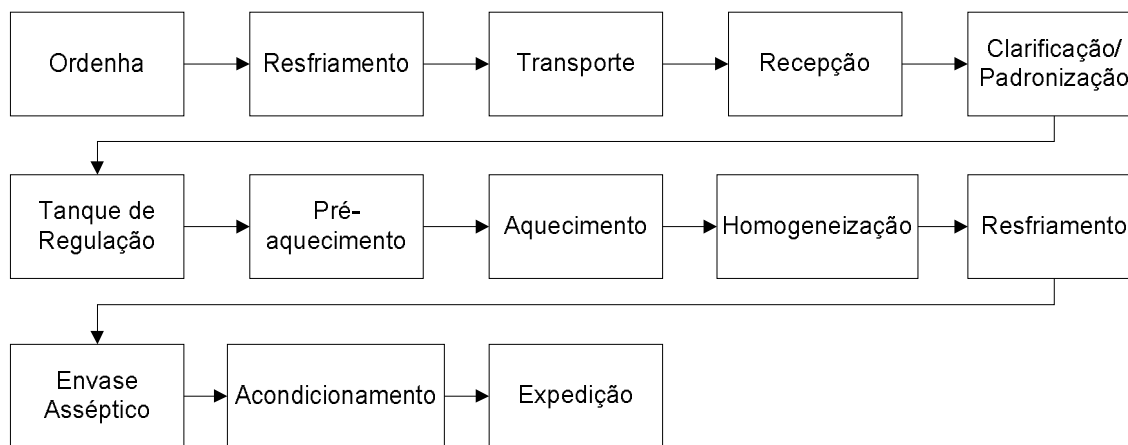 Ordenha
Resfriamento
Transporte
Recepção
Clarificação/
Padronização
Tanque de
Regulação
Pré-
aquecimento
Aquecimento
Homogeneização
Resfriamento
Envase
Asséptico
Acondicionamento
Expedição